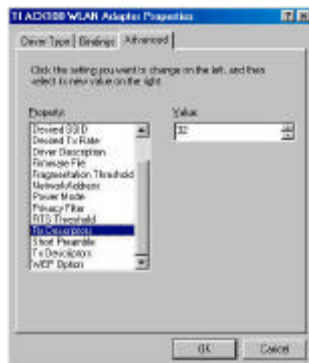 TI ACX100 WLAN Adapter Properties
Driver Type
Bindings
Advanced
Click the setting you want to change on the left, and then
select its new value on the right.
Property:
Value:
Desired SSID
Desired Tx Rate
Driver Description
Firmware File
Fragmentation Threshold
NetworkAddress
Power Mode
Privacy Filter
RTS Threshold
Rx Descriptors
Short Preamble
Tx Descriptors
WEP Option
32
OK
Cancel